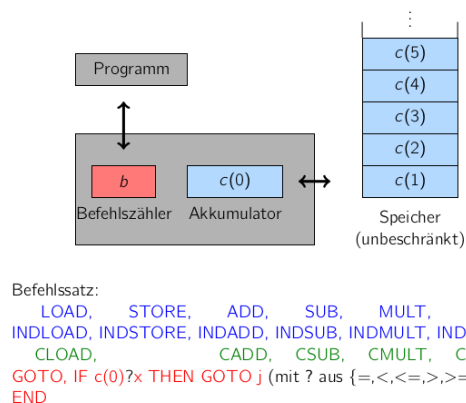 ⋮
c(5)
Programm
c(4)
c(3)
c(2)
b
c(0)
c(1)
Befehlszähler
Akkumulator
Speicher
(unbeschränkt)
Befehlssatz:
LOAD, STORE, ADD, SUB, MULT,
INDLOAD, INDSTORE, INDADD, INDSUB, INDMULT,
CLOAD, CADD, CSUB, CMULT,
GOTO, IF c(0)?x THEN GOTO j (mit ? aus {=,<,<=,>,>=
END